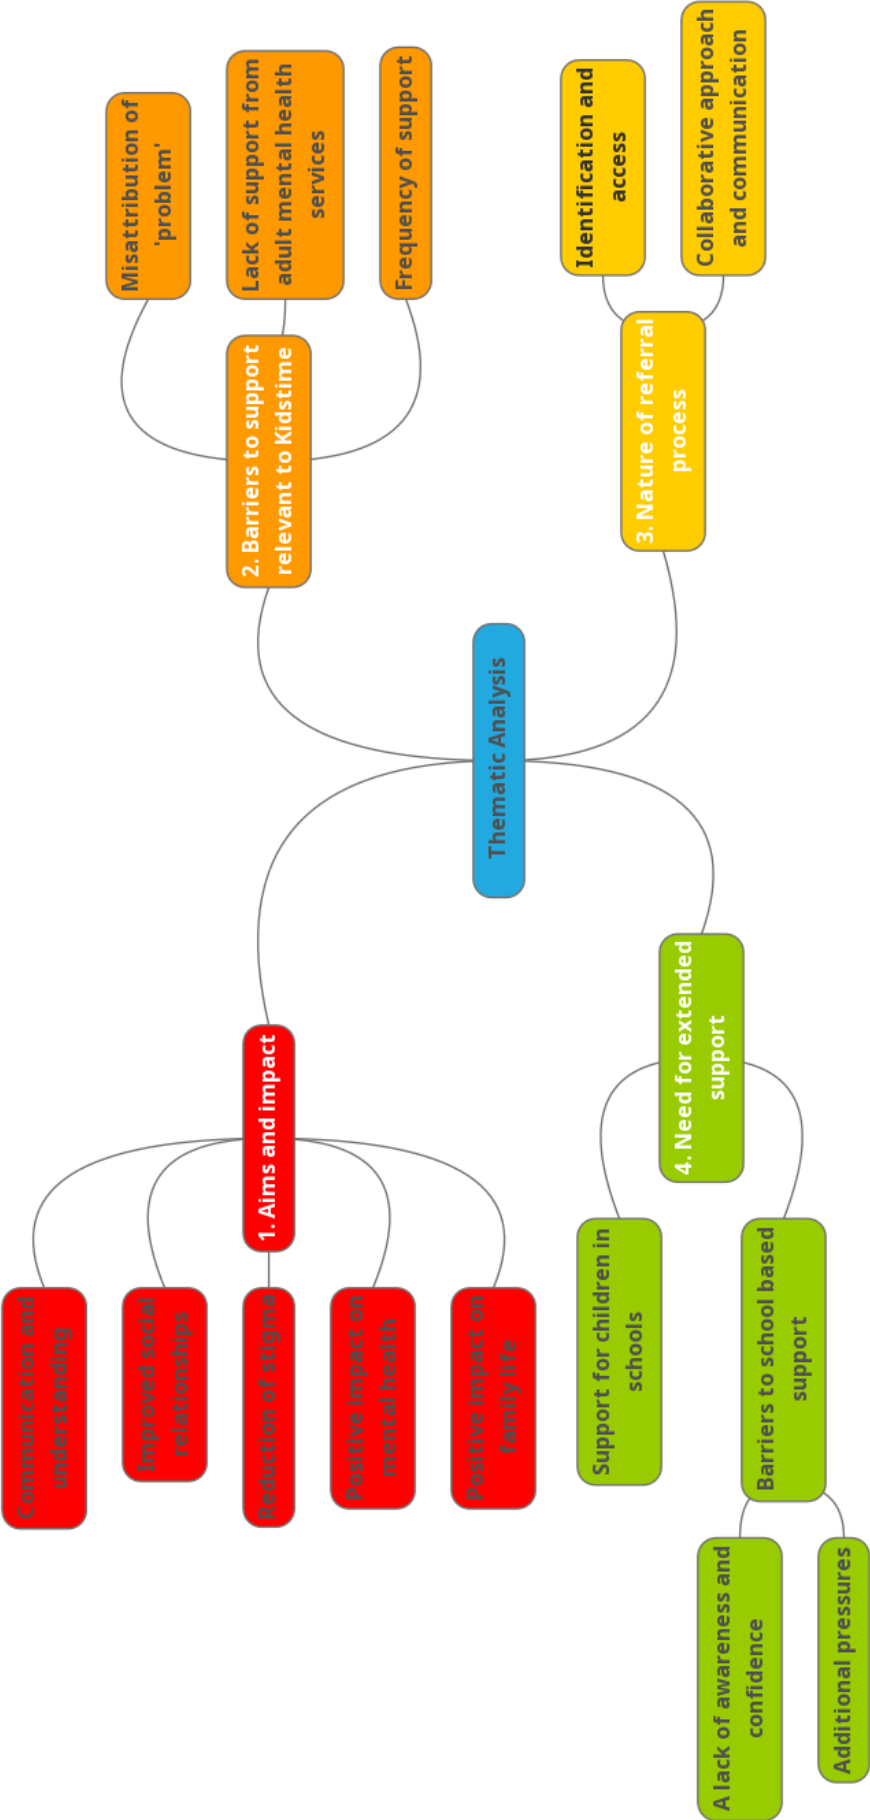 Thematic Analysis
1. Aims and impact
Communication and
understanding
Improved social
relationships
Reduction of stigma
Positive impact on
mental health
Positive impact on
family life
2. Barriers to support
relevant to Kidstime
Misattribution of
'problem'
Lack of support from
adult mental health
services
Frequency of support
3. Nature of referral
process
Identification and
access
Collaborative approach
and communication
4. Need for extended
support
Support for children in
schools
Barriers to school based
support
A lack of awareness and
confidence
Additional pressures